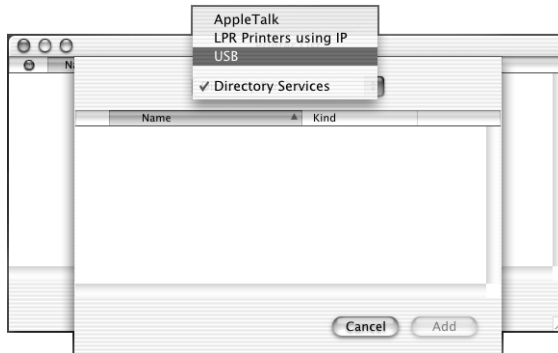 AppleTalk
LPR Printers using IP
USB
Directory Services
Name Kind
Cancel Add